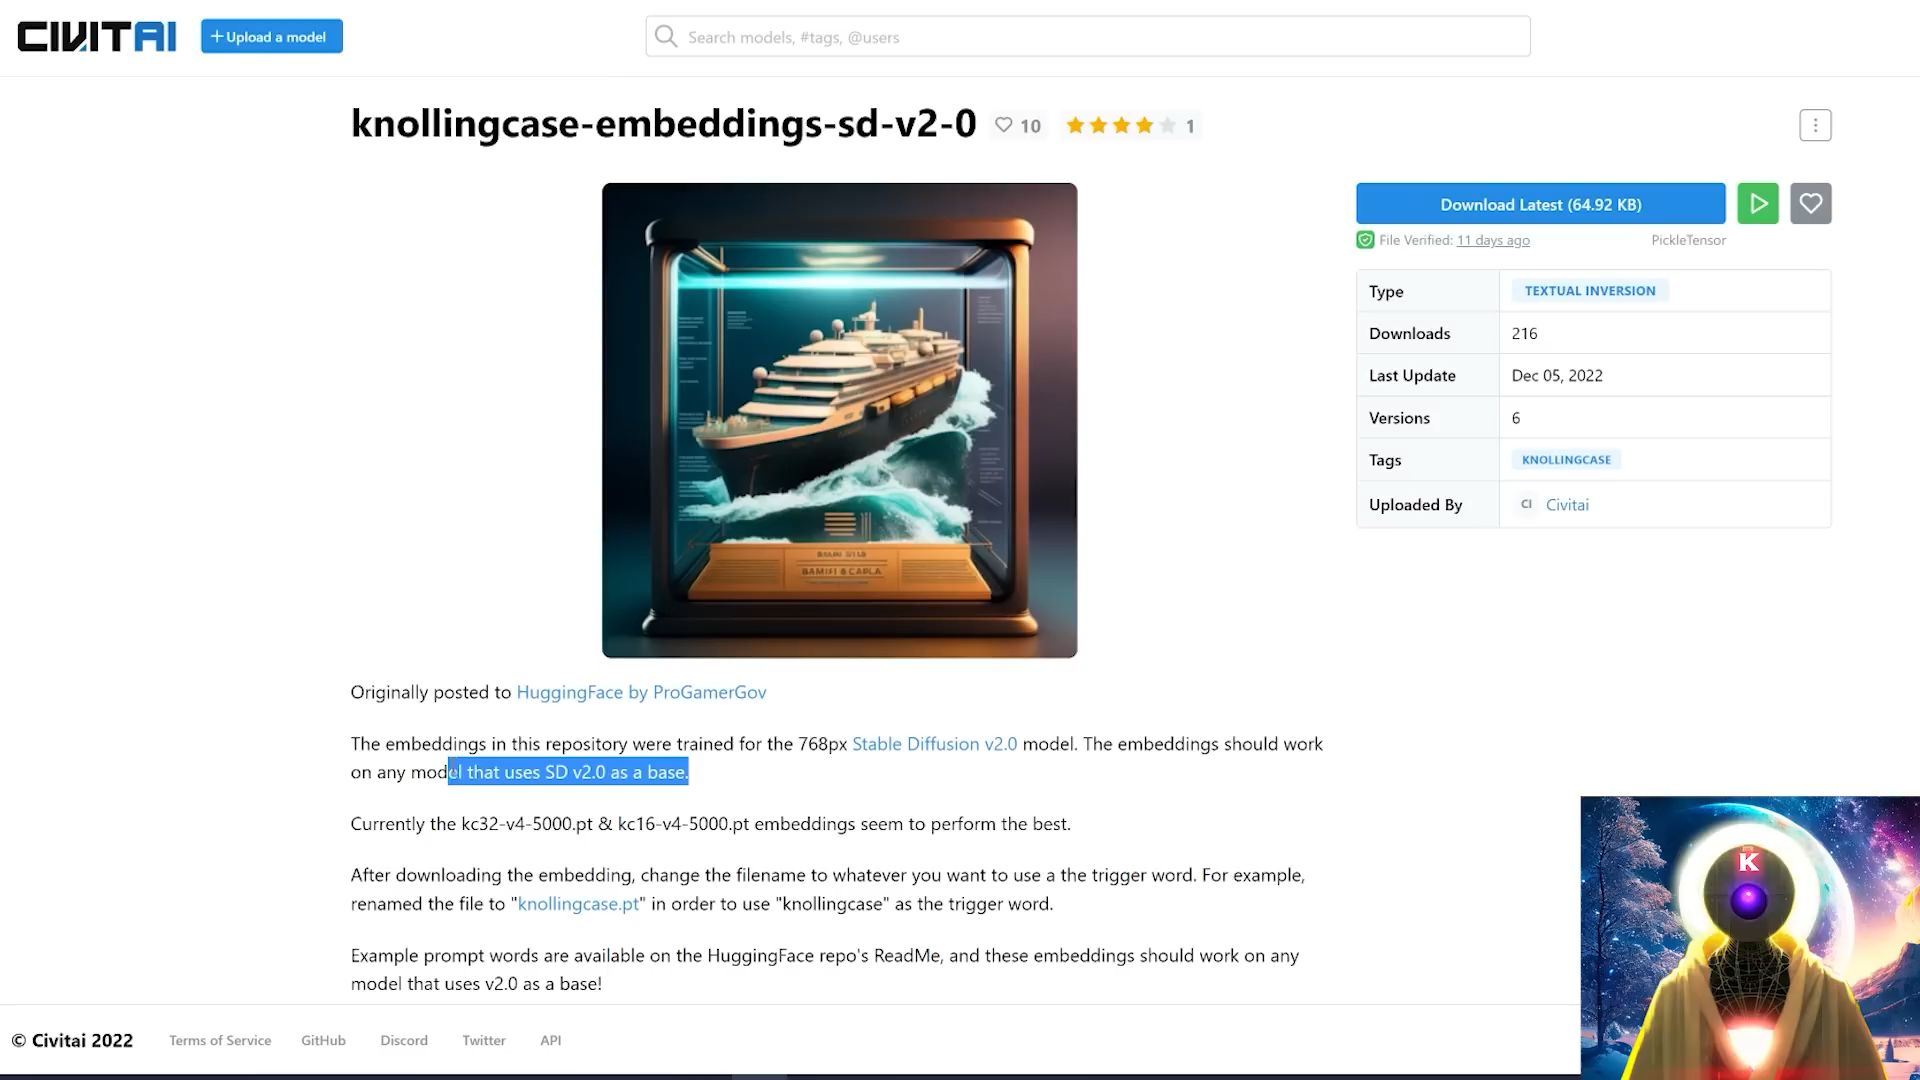 CIVITAI
+ Upload a model
Search models, #tags, @users
knollingcase-embeddings-sd-v2-0
10
1
Download Latest (64.92 KB)
File Verified: 11 days ago
PickleTensor
Type
TEXTUAL INVERSION
Downloads
216
Last Update
Dec 05, 2022
Versions
6
Tags
KNOLLINGCASE
Uploaded By
CI Civitai
BAMIFI & CAPLA
Originally posted to HuggingFace by ProGamerGov
The embeddings in this repository were trained for the 768px Stable Diffusion v2.0 model. The embeddings should work
on any model that uses SD v2.0 as a base.
Currently the kc32-v4-5000.pt & kc16-v4-5000.pt embeddings seem to perform the best.
After downloading the embedding, change the filename to whatever you want to use a the trigger word. For example,
renamed the file to "knollingcase.pt" in order to use "knollingcase" as the trigger word.
Example prompt words are available on the HuggingFace repo's ReadMe, and these embeddings should work on any
model that uses v2.0 as a base!
K
© Civitai 2022
Terms of Service
GitHub
Discord
Twitter
API